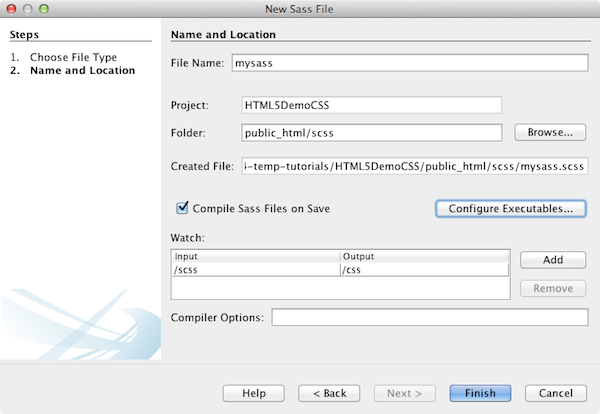 New Sass File
Steps
1. Choose File Type
2. Name and Location
Name and Location
File Name: mysass
Project: HTML5DemoCSS
Folder: public_html/scss Browse...
Created File: -temp-tutorials/HTML5DemoCSS/public_html/scss/mysass.scss
Compile Sass Files on Save Configure Executables...
Watch:
Input Output Add
/scss /css
Remove
Compiler Options:
Help < Back Next > Finish Cancel